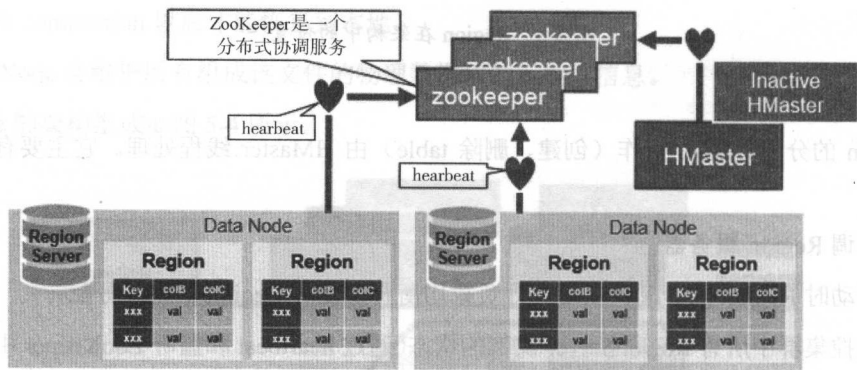 ZooKeeper是一个
分布式协调服务
zookeeper
zookeeper
zookeeper
hearbeat
hearbeat
Inactive
HMaster
HMaster
Region
Server
Data Node
Region
Key colB colC
xxx val val
xxx val val
Region
Key colB colC
xxx val val
xxx val val
Region
Server
Data Node
Region
Key colB colC
xxx val val
xxx val val
Region
Key colB colC
xxx val val
xxx val val